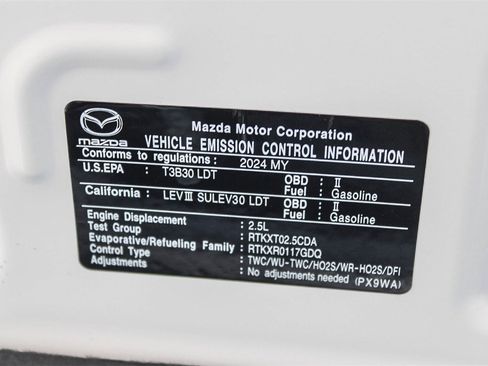 Mazda Motor Corporation
mazda
VEHICLE EMISSION CONTROL INFORMATION
Conforms to regulations: 2024 MY
U.S.EPA : T3B30 LDT OBD : II
Fuel : Gasoline
California : LEVⅢ SULEV30 LDT OBD : II
Fuel : Gasoline
Engine Displacement : 2.5L
Test Group : RTKXT02.5CDA
Evaporative/Refueling Family : RTKXR0117GDQ
Control Type : TWC/WU-TWC/HO2S/WR-HO2S/DFI
Adjustments : No adjustments needed (PX9WA)